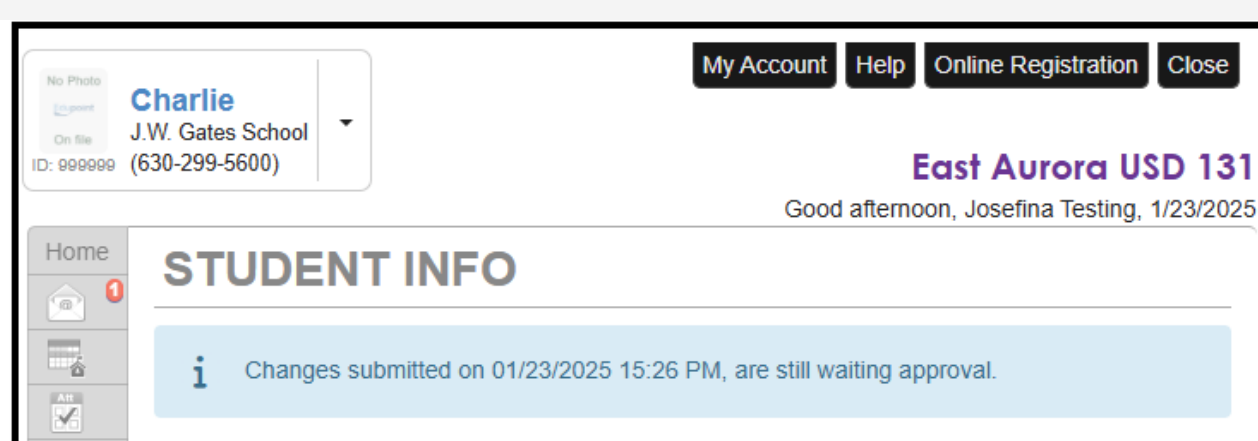 My Account Help Online Registration Close
No Photo
Edupoint
On file
ID: 999999
Charlie
J.W. Gates School
(630-299-5600)
East Aurora USD 131
Good afternoon, Josefina Testing, 1/23/2025
Home
1
Att
STUDENT INFO
i Changes submitted on 01/23/2025 15:26 PM, are still waiting approval.